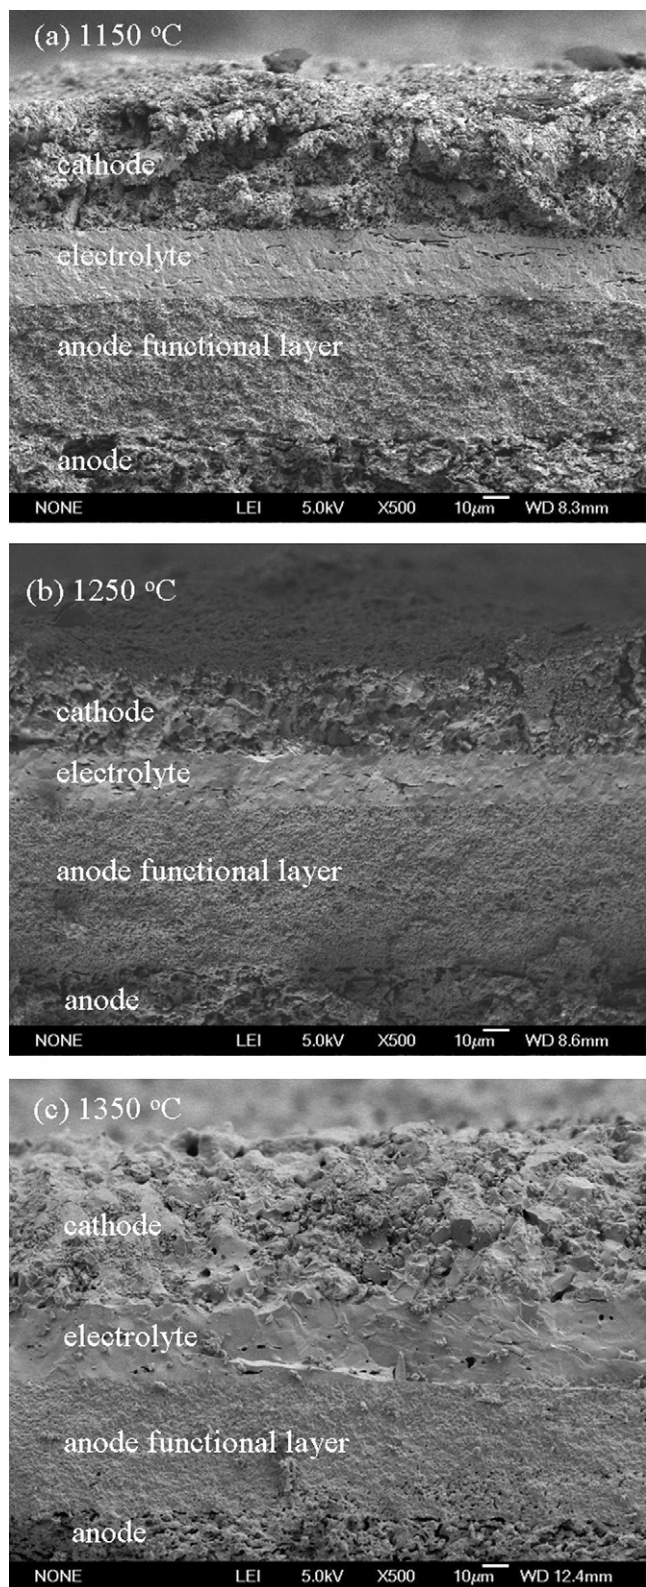 (a) 1150 °C
cathode
electrolyte
anode functional layer
anode
NONE LEI 5.0kV X500 10μm WD 8.3mm
(b) 1250 °C
cathode
electrolyte
anode functional layer
anode
NONE LEI 5.0kV X500 10μm WD 8.6mm
(c) 1350 °C
cathode
electrolyte
anode functional layer
anode
NONE LEI 5.0kV X500 10μm WD 12.4mm